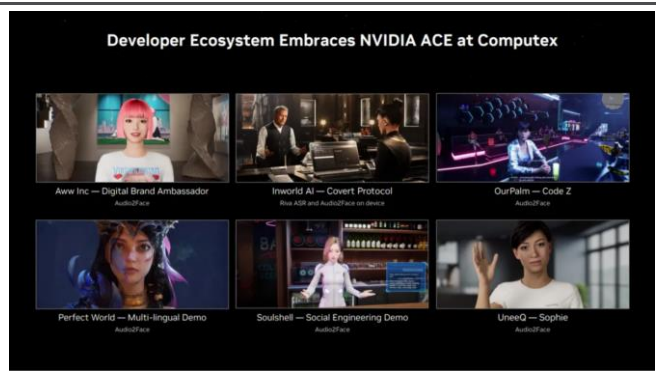 Developer Ecosystem Embraces NVIDIA ACE at Computex
Aww Inc — Digital Brand Ambassador
Audio2Face
Inworld AI — Covert Protocol
Riva ASR and Audio2Face on device
OurPalm — Code Z
Audio2Face
Perfect World — Multi-lingual Demo
Audio2Face
Soulshell — Social Engineering Demo
Audio2Face
UneeQ — Sophie
Audio2Face